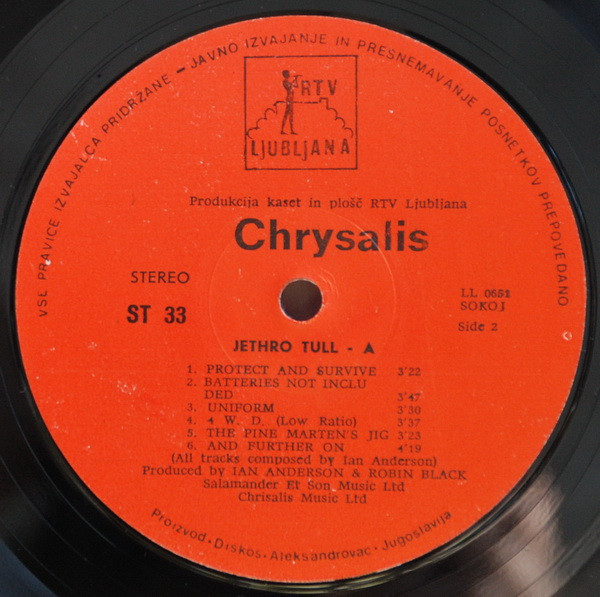 VSE PRAVICE IZVAJALCA PRIDRŽANE – JAVNO IZVAJANJE IN PRESNEMAVANJE POSNETKOV PREPOVEDANO
RTV
LJUBLJANA
Produkcija kaset in plošč RTV Ljubljana
Chrysalis
STEREO
ST 33
LL 0652
SOKOJ
Side 2
JETHRO TULL - A
1. PROTECT AND SURVIVE 3'22
2. BATTERIES NOT INCLU
DED 3'47
3. UNIFORM 3'30
4. 4 W. D. (Low Ratio) 3'37
5. THE PINE MARTEN'S JIG 3'23
6. AND FURTHER ON 4'19
(All tracks composed by Ian Anderson)
Produced by IAN ANDERSON & ROBIN BLACK
Salamander Et Son Music Ltd
Chrisalis Music Ltd
Proizvod • Diskos • Aleksandrovac • Jugoslavija